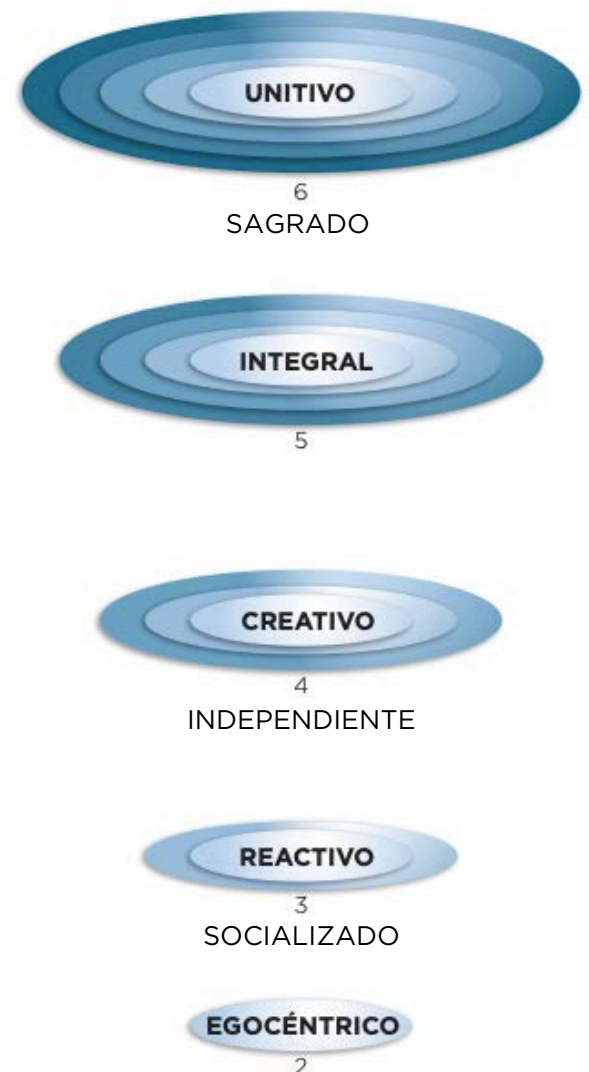 UNITIVO
6
SAGRADO
INTEGRAL
5
CREATIVO
4
INDEPENDIENTE
REACTIVO
3
SOCIALIZADO
EGOCÉNTRICO
2